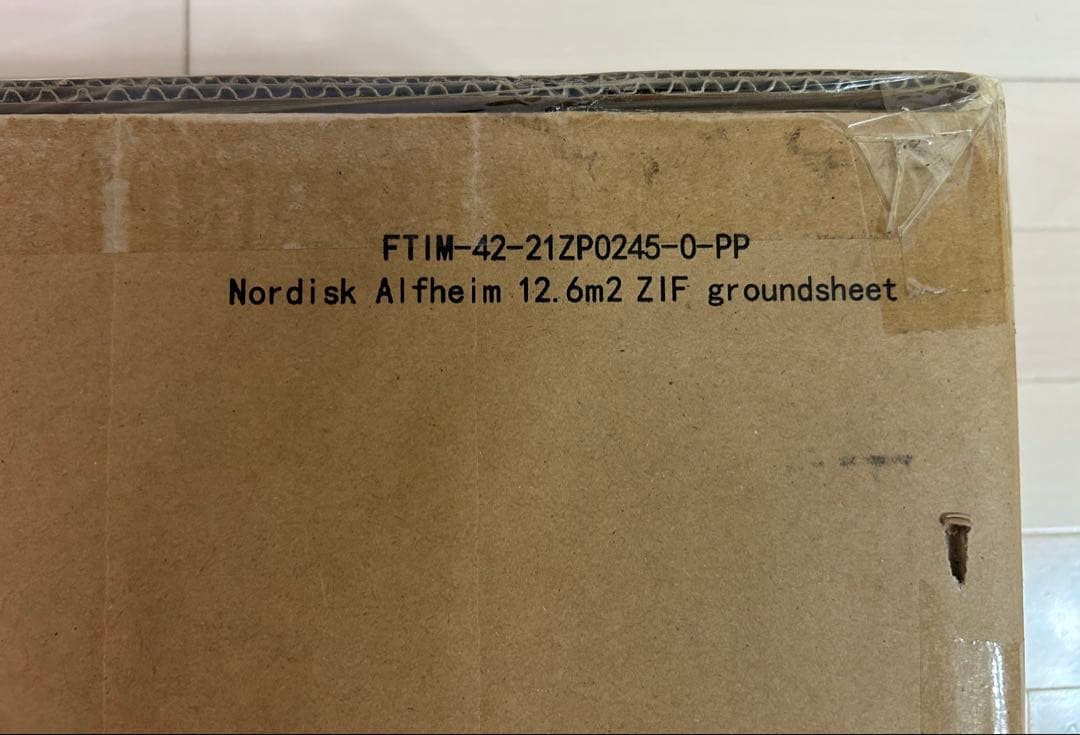 FTIM-42-21ZP0245-0-PP
Nordisk Alfheim 12.6m2 ZIF groundsheet